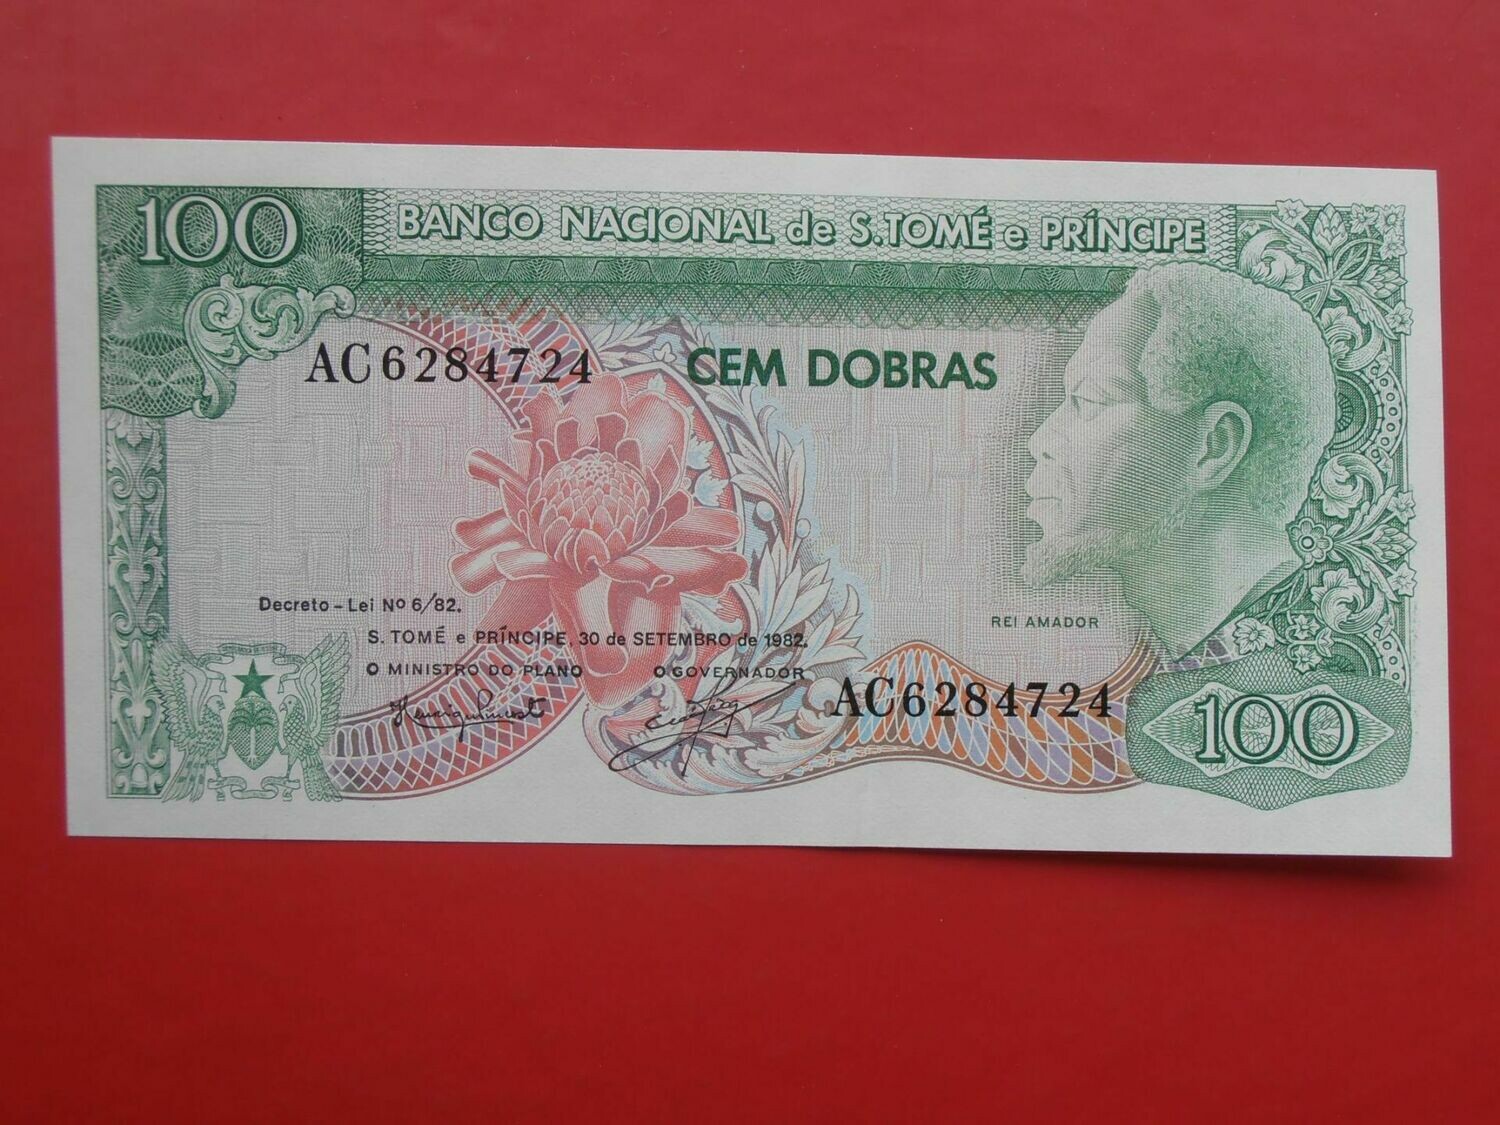 100
BANCO NACIONAL de S.TOMÉ e PRÍNCIPE
AC6284724
CEM DOBRAS
Decreto-Lei Nº 6/82.
S. TOMÉ e PRÍNCIPE, 30 de SETEMBRO de 1982.
O MINISTRO DO PLANO
O GOVERNADOR
REI AMADOR
AC6284724
100